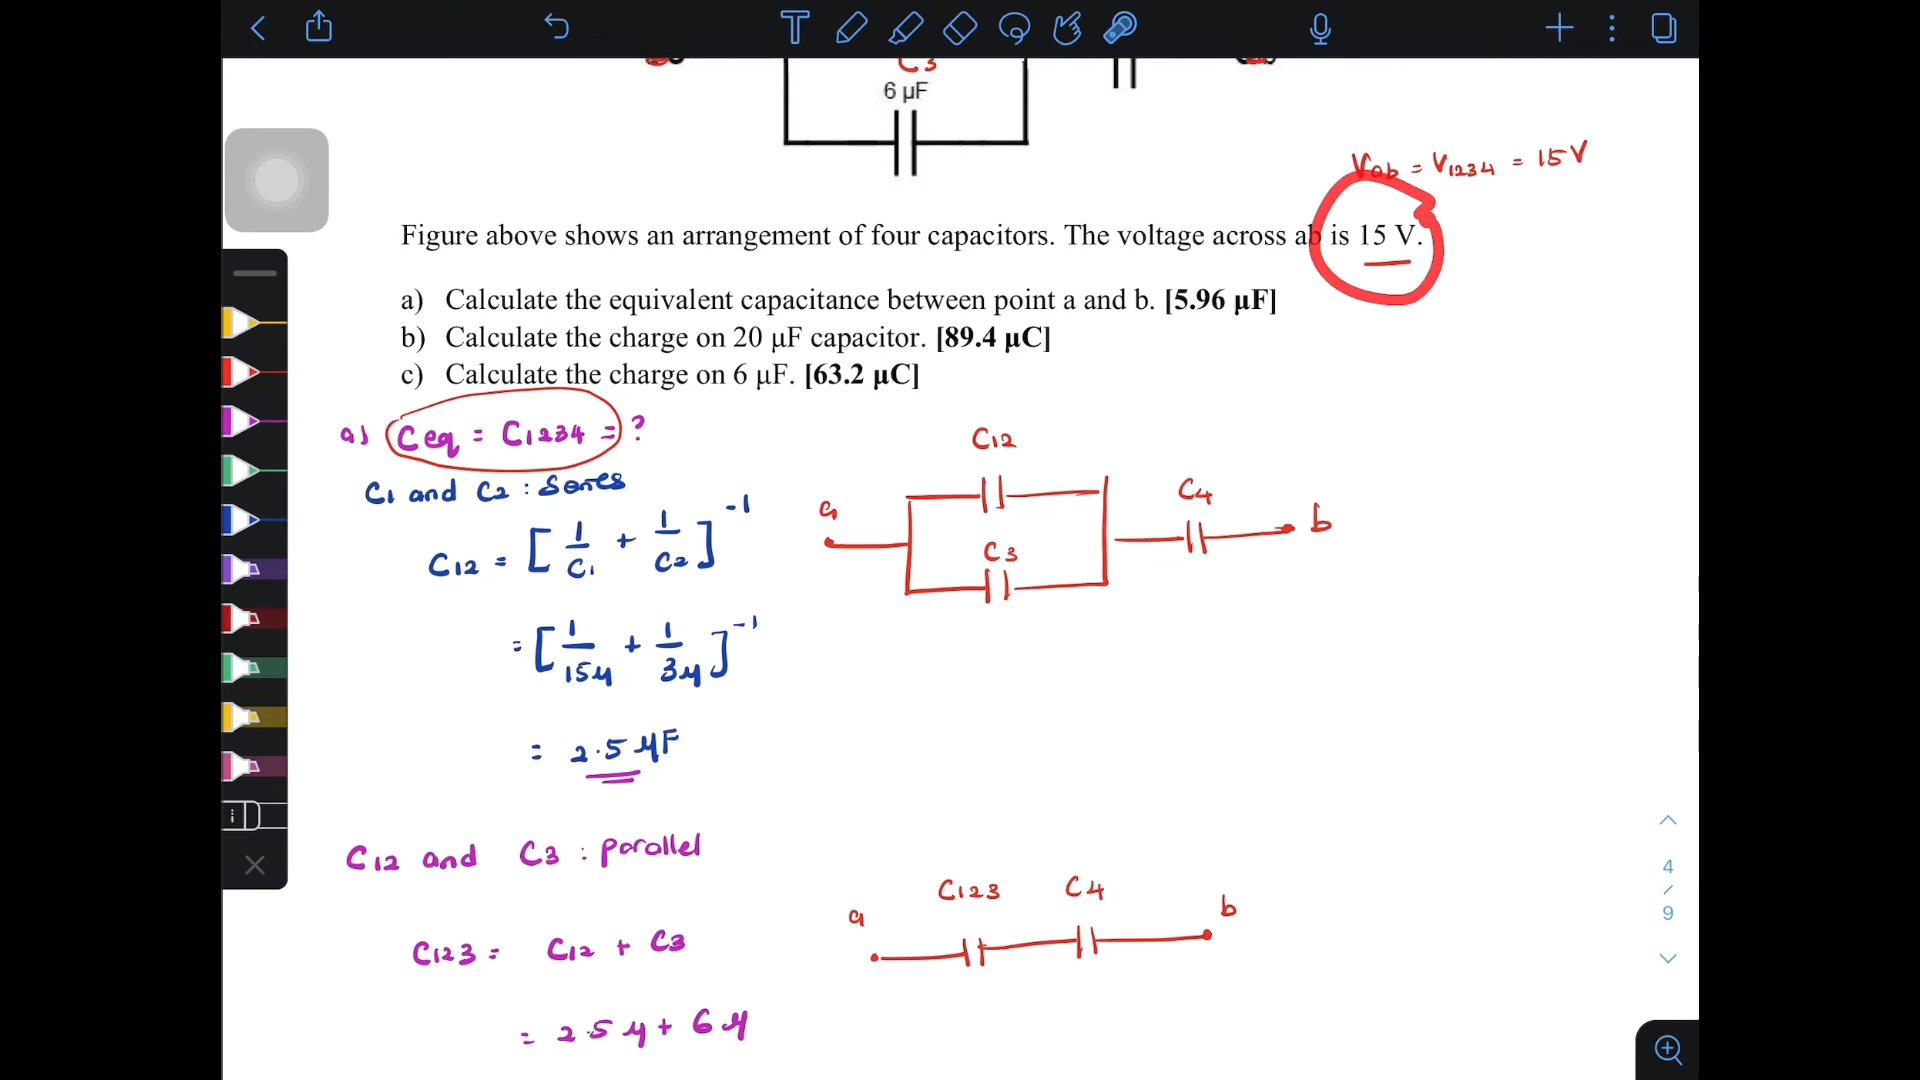 C3
6 µF
Vab = V1234 = 15 V
Figure above shows an arrangement of four capacitors. The voltage across ab is 15 V.
a) Calculate the equivalent capacitance between point a and b. [5.96 µF]
b) Calculate the charge on 20 µF capacitor. [89.4 µC]
c) Calculate the charge on 6 µF. [63.2 µC]
a) Ceq = C1234 = ?
C1 and C2 : Series
C12 = [ 1/C1 + 1/C2 ]^-1
= [ 1/15µ + 1/3µ ]^-1
= 2.5 µF
C12
a
C3
C4
b
C12 and C3 : parallel
C123 = C12 + C3
= 2.5 µ + 6 µ
a
C123
C4
b
4
/
9